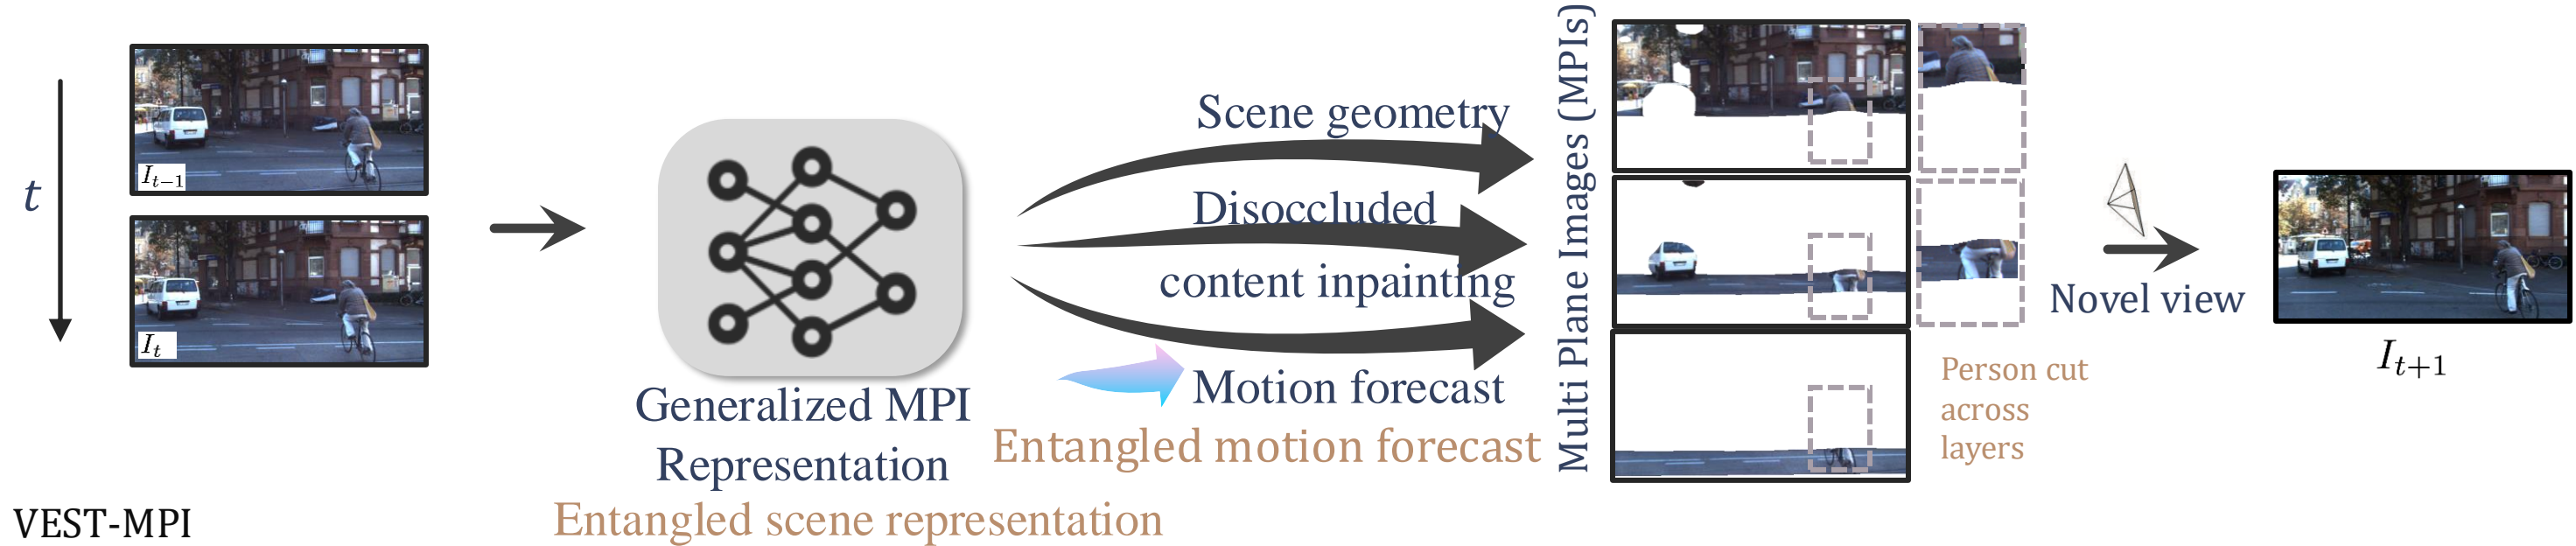 t
I_{t-1}
I_t
VEST-MPI
Generalized MPI
Representation
Entangled scene representation
Scene geometry
Disoccluded
content inpainting
Motion forecast
Entangled motion forecast
Multi Plane Images (MPIs)
Person cut
across
layers
Novel view
I_{t+1}